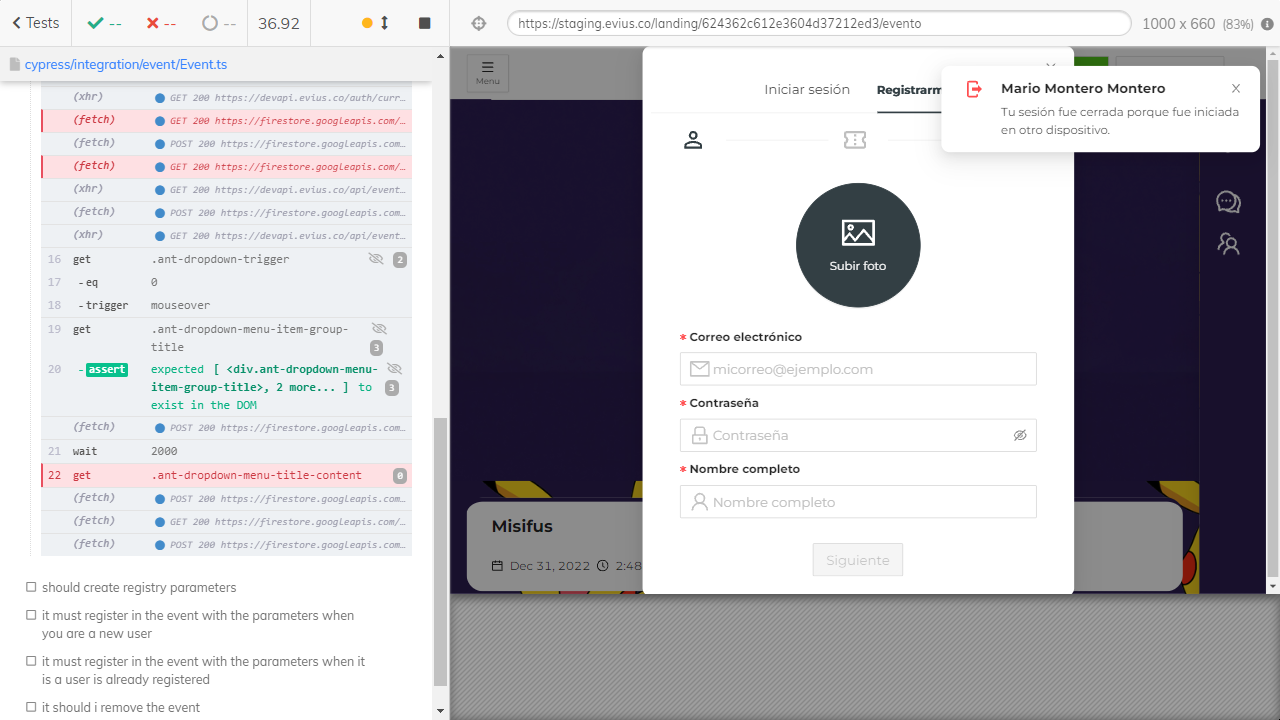 Tests
--
--
--
36.92
https://staging.evius.co/landing/624362c612e3604d37212ed3/evento
1000 x 660 (83%)
cypress/integration/event/Event.ts
(xhr) GET 200 https://devapi.evius.co/auth/curr…
(fetch) GET 200 https://firestore.googleapis.com/…
(fetch) POST 200 https://firestore.googleapis.com…
(fetch) GET 200 https://firestore.googleapis.com/…
(xhr) GET 200 https://devapi.evius.co/api/event…
(fetch) POST 200 https://firestore.googleapis.com…
(xhr) GET 200 https://devapi.evius.co/api/event…
16 get .ant-dropdown-trigger 2
17 -eq 0
18 -trigger mouseover
19 get .ant-dropdown-menu-item-group-
title 3
20 -assert expected [ <div.ant-dropdown-menu-
item-group-title>, 2 more... ] to 3
exist in the DOM
(fetch) POST 200 https://firestore.googleapis.com…
21 wait 2000
22 get .ant-dropdown-menu-title-content 0
(fetch) POST 200 https://firestore.googleapis.com…
(fetch) GET 200 https://firestore.googleapis.com/…
(fetch) POST 200 https://firestore.googleapis.com…
should create registry parameters
it must register in the event with the parameters when
you are a new user
it must register in the event with the parameters when it
is a user is already registered
it should i remove the event
Menu
Iniciar sesión
Registrarm
Mario Montero Montero
Tu sesión fue cerrada porque fue iniciada
en otro dispositivo.
Subir foto
* Correo electrónico
micorreo@ejemplo.com
* Contraseña
Contraseña
* Nombre completo
Nombre completo
Siguiente
Misifus
Dec 31, 2022 2:48